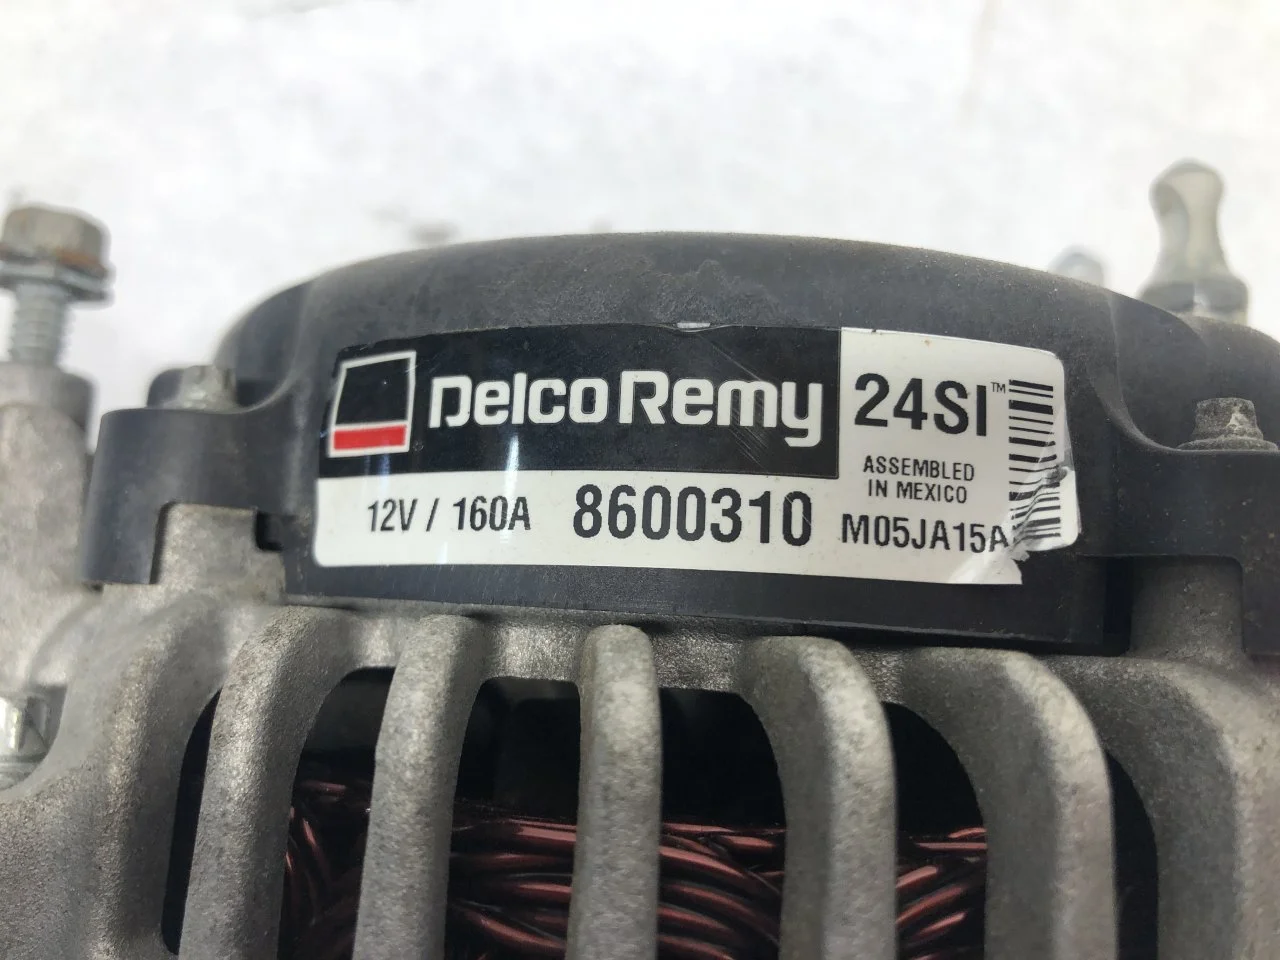 Delco Remy
24SI™
ASSEMBLED
IN MEXICO
12V / 160A 8600310 M05JA15A